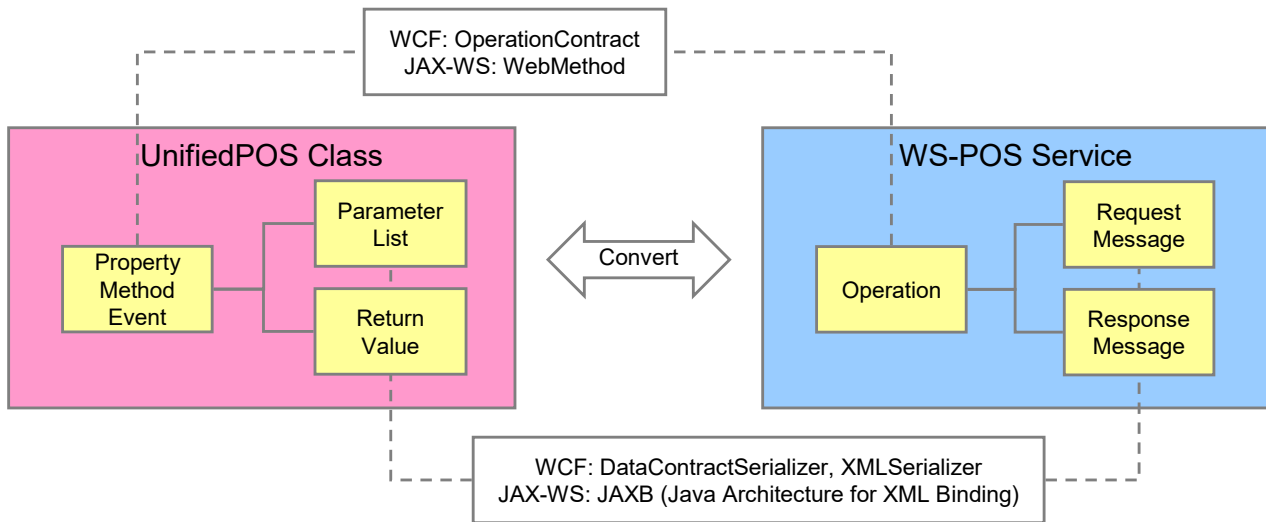 WCF: OperationContract
JAX-WS: WebMethod
UnifiedPOS Class
Parameter
List
Property
Method
Event
Return
Value
Convert
WS-POS Service
Request
Message
Operation
Response
Message
WCF: DataContractSerializer, XMLSerializer
JAX-WS: JAXB (Java Architecture for XML Binding)